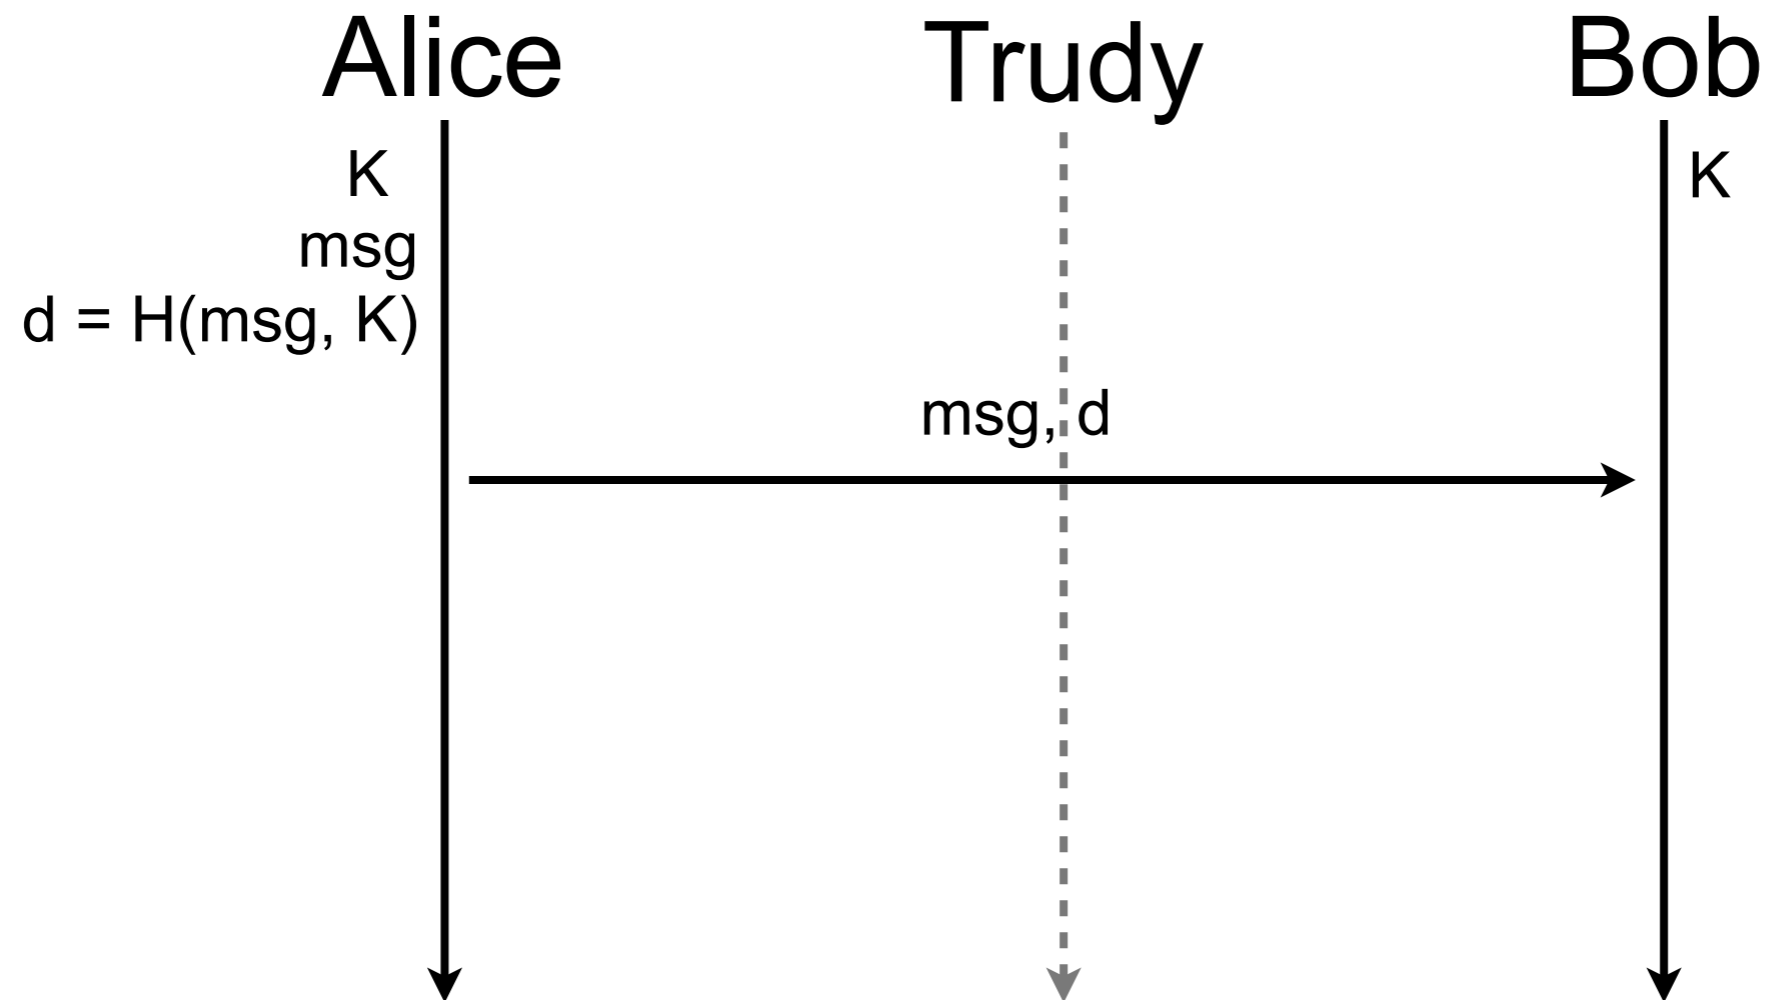 Alice
Trudy
Bob
K
K
msg
d = H(msg, K)
msg, d